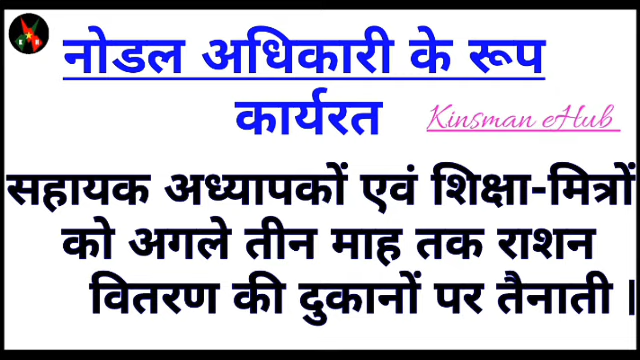 नोडल अधिकारी के रूप
कार्यरत
Kinsman eHub
सहायक अध्यापकों एवं शिक्षा-मित्रों
को अगले तीन माह तक राशन
वितरण की दुकानों पर तैनाती |